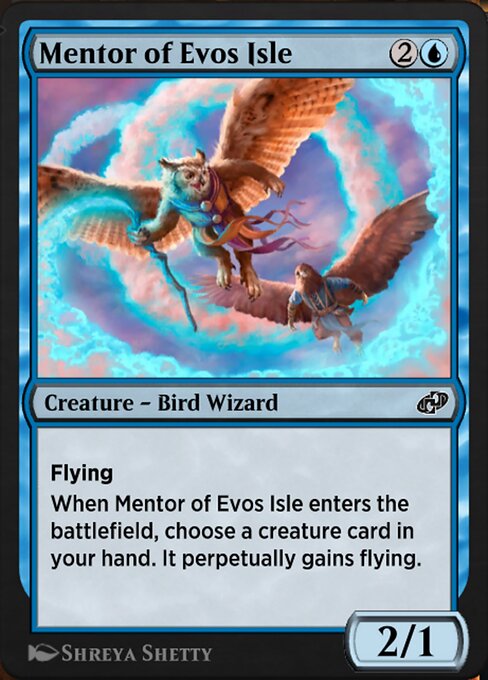 Mentor of Evos Isle 2
Creature – Bird Wizard
Flying
When Mentor of Evos Isle enters the
battlefield, choose a creature card in
your hand. It perpetually gains flying.
2/1
Shreya Shetty